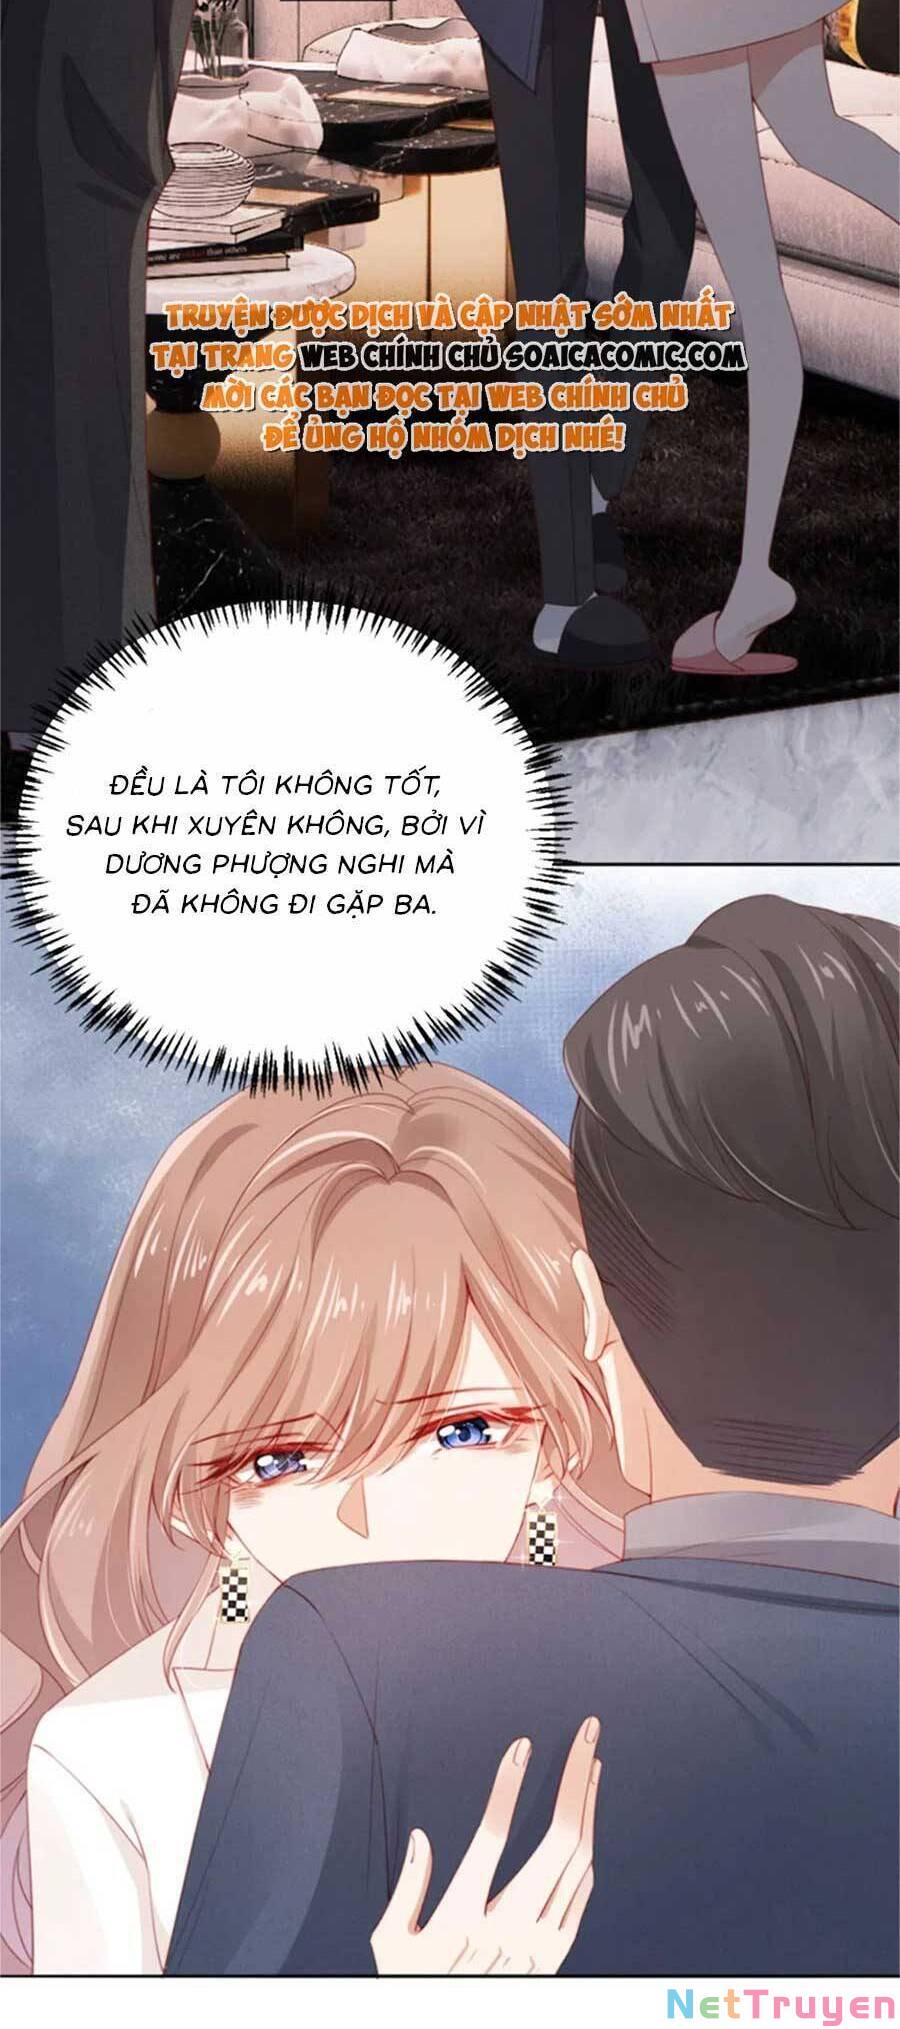 TRUYỆN ĐƯỢC DỊCH VÀ CẬP NHẬT SỚM NHẤT
TẠI TRANG WEB CHÍNH CHỦ SOAICACOMIC.COM
MỜI CÁC BẠN ĐỌC TẠI WEB CHÍNH CHỦ
ĐỂ ỦNG HỘ NHÓM DỊCH NHÉ!
ĐỀU LÀ TÔI KHÔNG TỐT,
SAU KHI XUYÊN KHÔNG, BỞI VÌ
DƯƠNG PHƯỢNG NGHI MÀ
ĐÃ KHÔNG ĐI GẶP BA.
NetTruyen